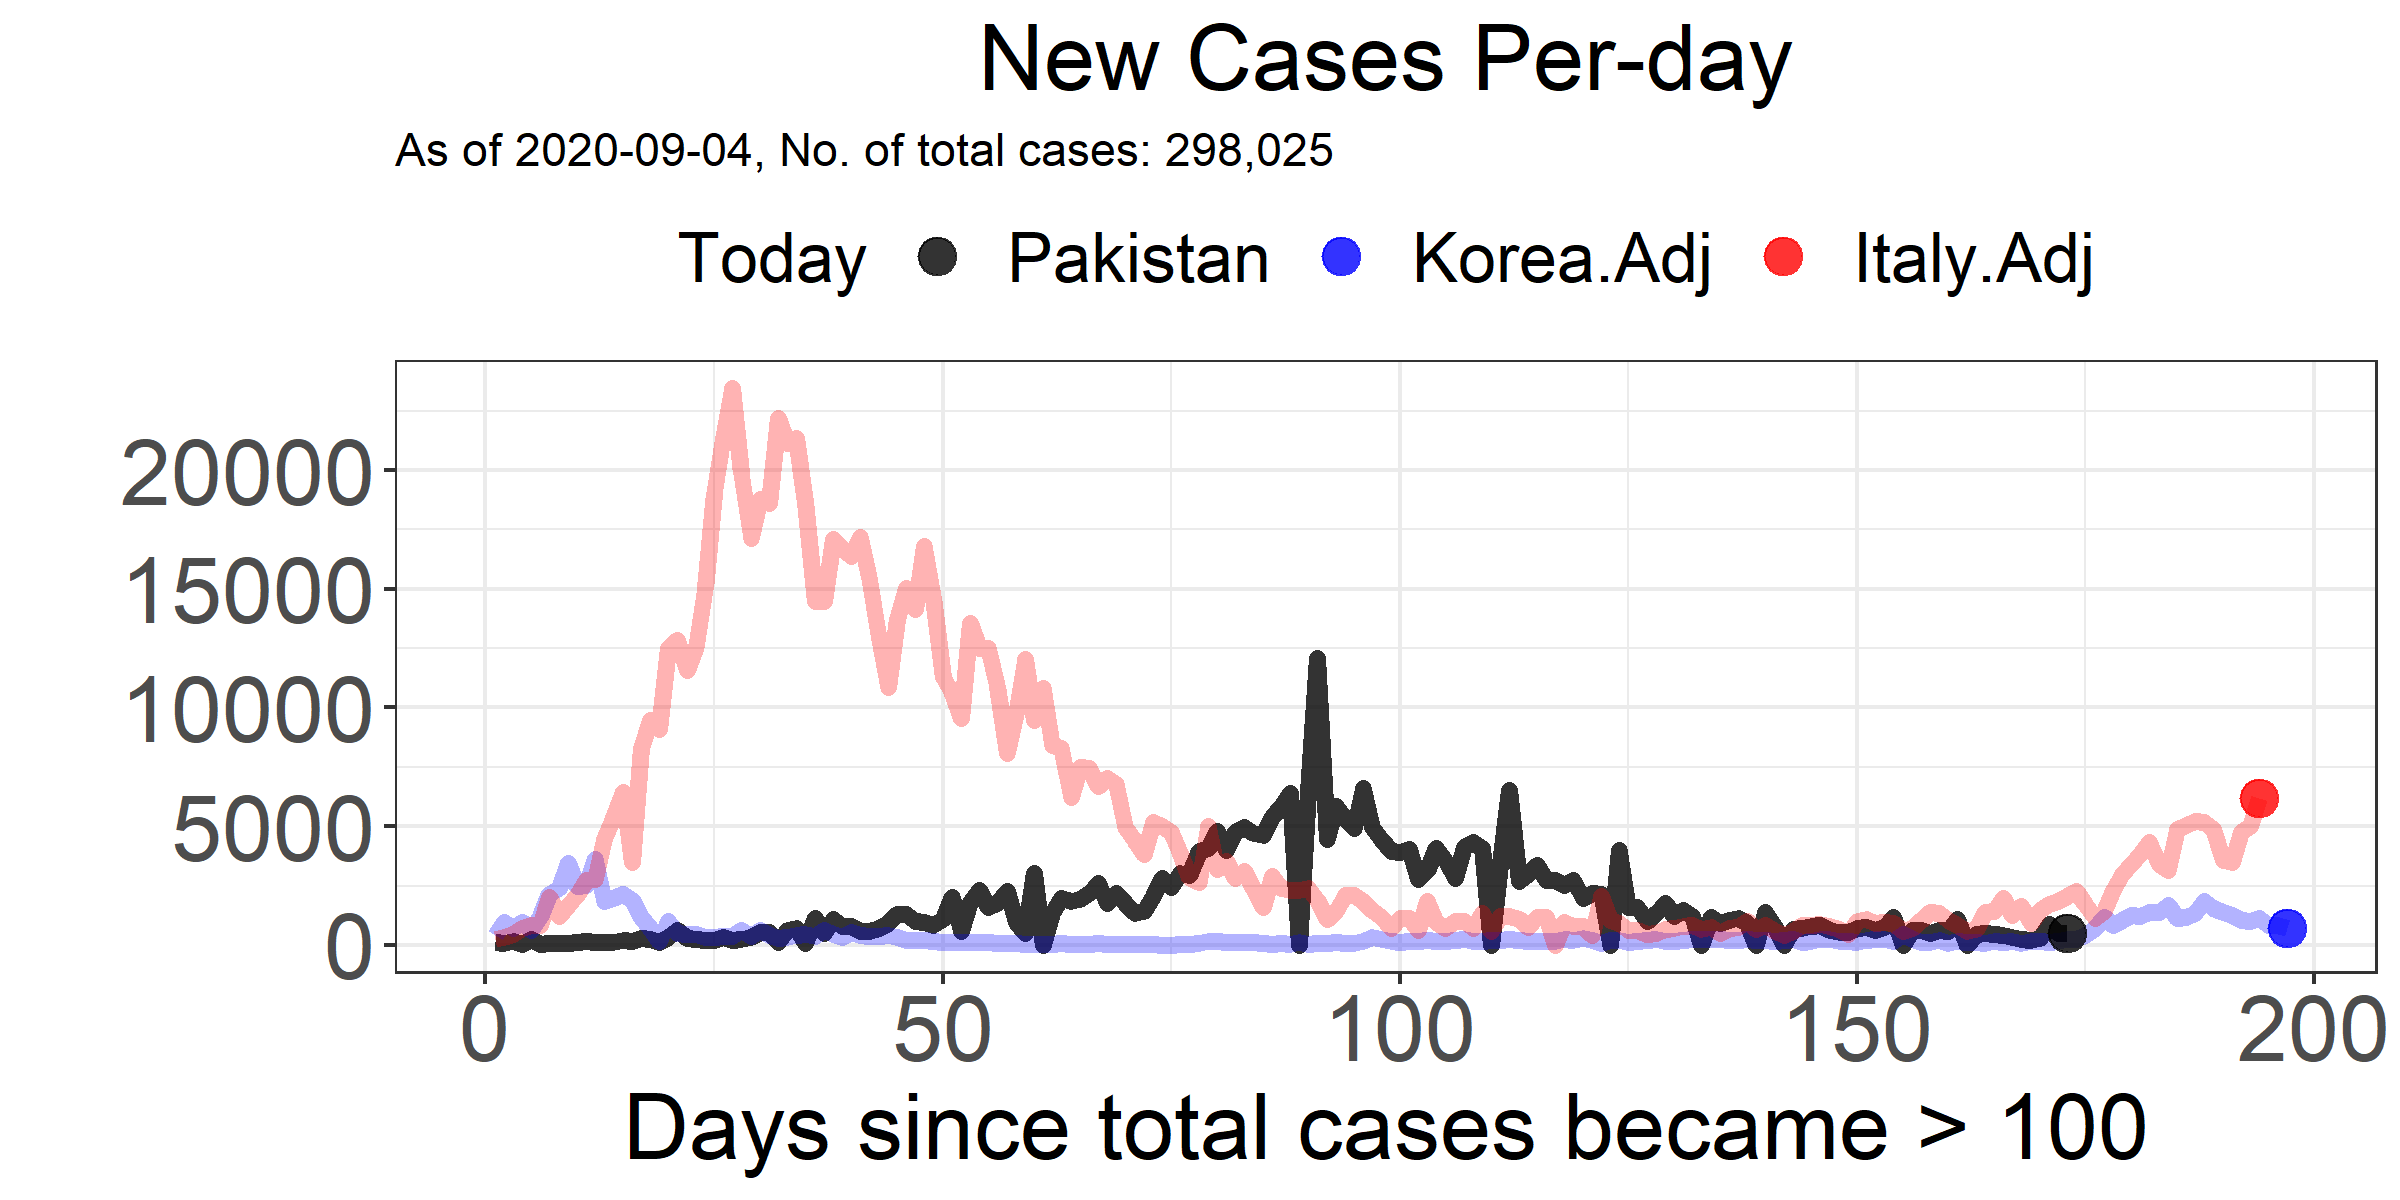 New Cases Per-day
As of 2020-09-04, No. of total cases: 298,025
Today Pakistan Korea.Adj Italy.Adj
20000
15000
10000
5000
0
0 50 100 150 200
Days since total cases became > 100